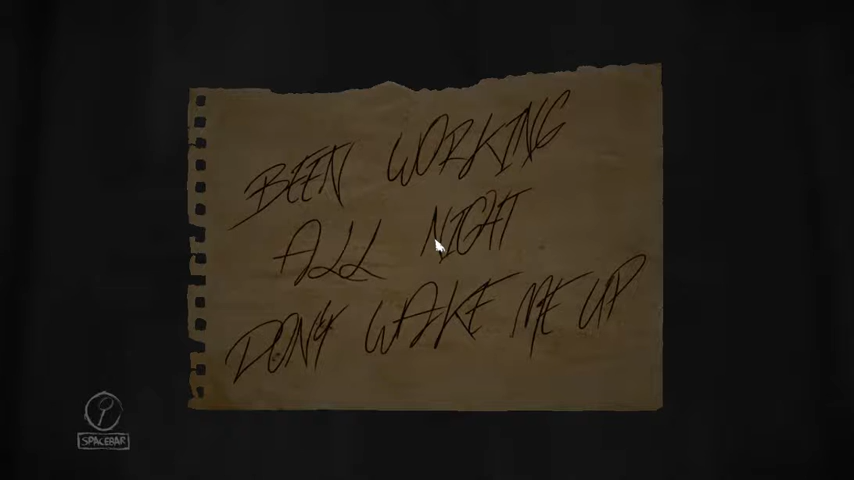 BEEN WORKING
ALL NIGHT
DON'T WAKE ME UP
SPACEBAR